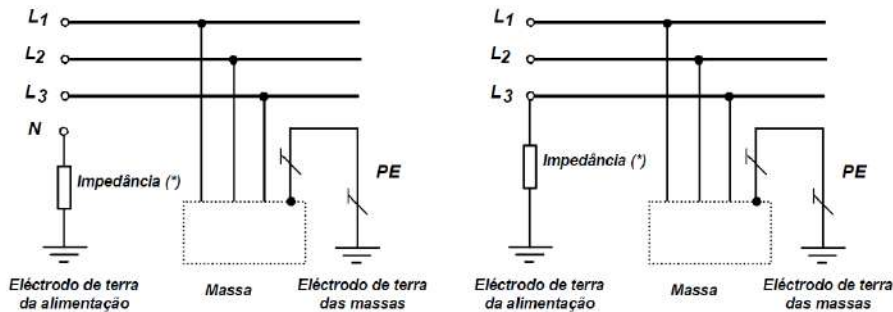 L1
L2
L3
N
Impedância (*)
PE
Eléctrodo de terra
da alimentação
Massa
Eléctrodo de terra
das massas
L1
L2
L3
Impedância (*)
PE
Eléctrodo de terra
da alimentação
Massa
Eléctrodo de terra
das massas